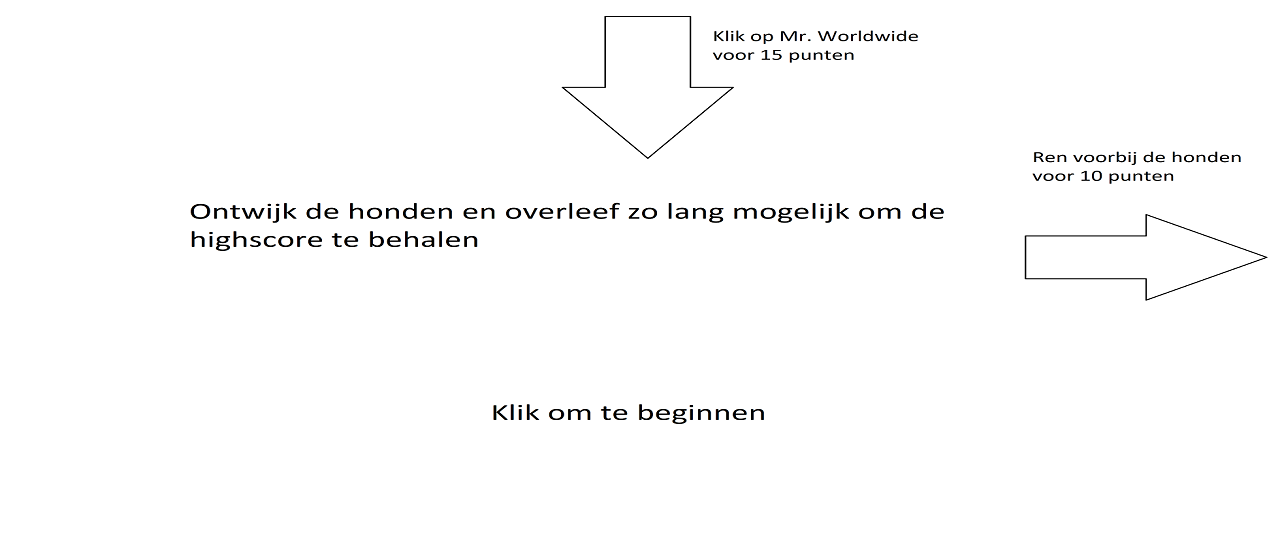 Klik op Mr. Worldwide
voor 15 punten
Ren voorbij de honden
voor 10 punten
Ontwijk de honden en overleef zo lang mogelijk om de
highscore te behalen
Klik om te beginnen